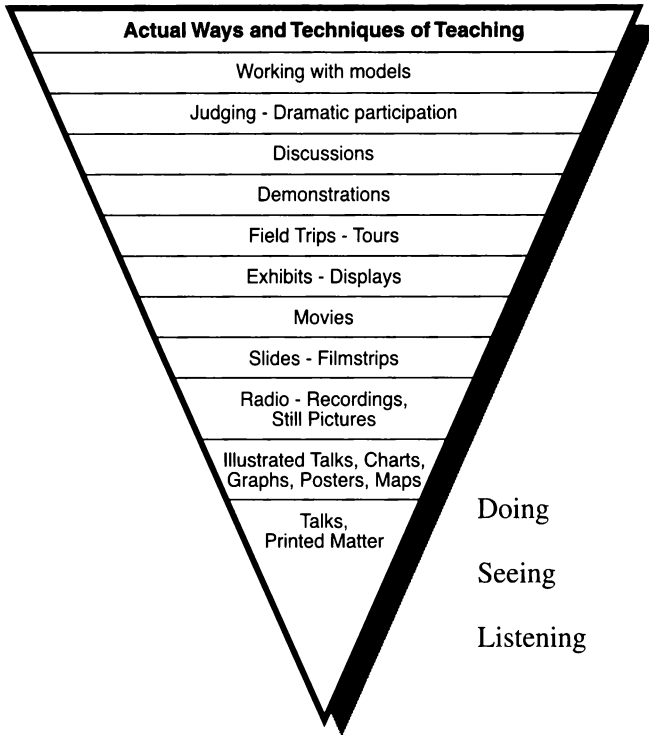 Actual Ways and Techniques of Teaching
Working with models
Judging - Dramatic participation
Discussions
Demonstrations
Field Trips - Tours
Exhibits - Displays
Movies
Slides - Filmstrips
Radio - Recordings,
Still Pictures
Illustrated Talks, Charts,
Graphs, Posters, Maps
Talks,
Printed Matter
Doing
Seeing
Listening